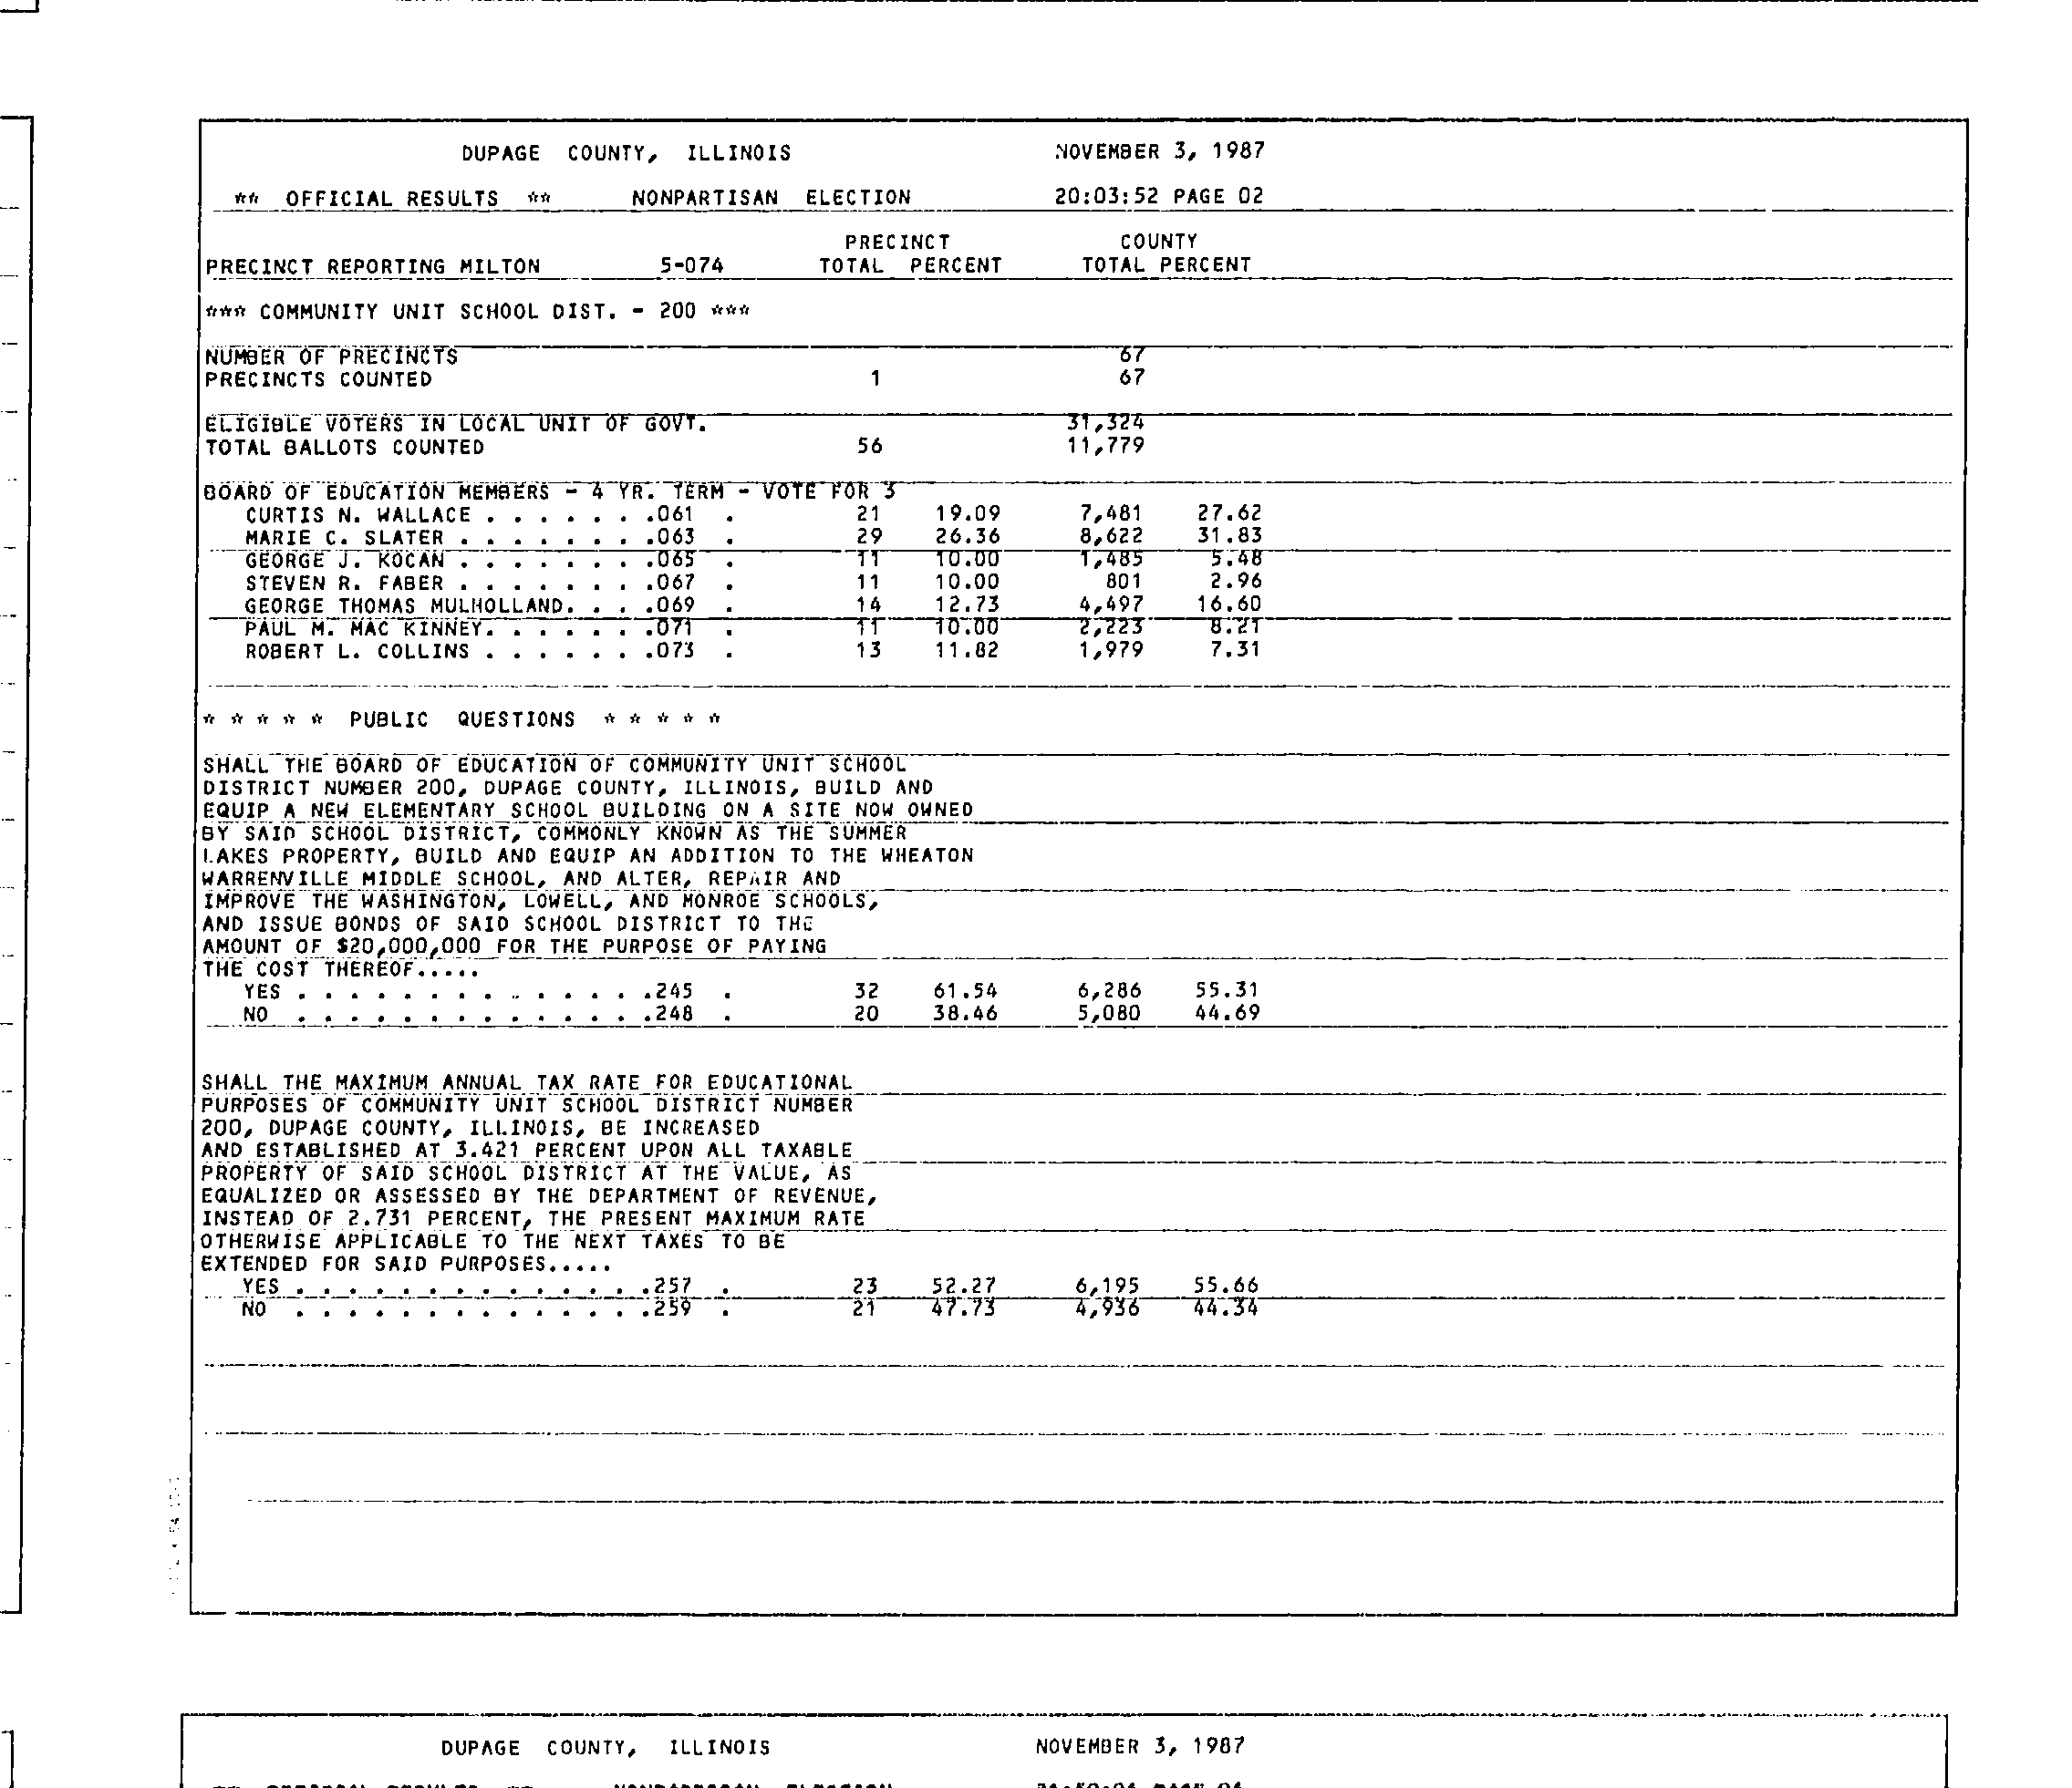 DUPAGE COUNTY, ILLINOIS NOVEMBER 3, 1987
** OFFICIAL RESULTS ** NONPARTISAN ELECTION 20:03:52 PAGE 02
PRECINCT COUNTY
PRECINCT REPORTING MILTON 5-074 TOTAL PERCENT TOTAL PERCENT
*** COMMUNITY UNIT SCHOOL DIST. - 200 ***
NUMBER OF PRECINCTS 67
PRECINCTS COUNTED 1 67
ELIGIBLE VOTERS IN LOCAL UNIT OF GOVT. 31,324
TOTAL BALLOTS COUNTED 56 11,779
BOARD OF EDUCATION MEMBERS - 4 YR. TERM - VOTE FOR 3
CURTIS N. WALLACE . . . . . . .061 . 21 19.09 7,481 27.62
MARIE C. SLATER . . . . . . . .063 . 29 26.36 8,622 31.83
GEORGE J. KOCAN . . . . . . . .065 . 11 10.00 1,485 5.48
STEVEN R. FABER . . . . . . . .067 . 11 10.00 801 2.96
GEORGE THOMAS MULHOLLAND. . . .069 . 14 12.73 4,497 16.60
PAUL M. MAC KINNEY. . . . . . .071 . 11 10.00 2,223 8.21
ROBERT L. COLLINS . . . . . . .073 . 13 11.82 1,979 7.31
* * * * * PUBLIC QUESTIONS * * * * *
SHALL THE BOARD OF EDUCATION OF COMMUNITY UNIT SCHOOL
DISTRICT NUMBER 200, DUPAGE COUNTY, ILLINOIS, BUILD AND
EQUIP A NEW ELEMENTARY SCHOOL BUILDING ON A SITE NOW OWNED
BY SAID SCHOOL DISTRICT, COMMONLY KNOWN AS THE SUMMER
LAKES PROPERTY, BUILD AND EQUIP AN ADDITION TO THE WHEATON
WARRENVILLE MIDDLE SCHOOL, AND ALTER, REPAIR AND
IMPROVE THE WASHINGTON, LOWELL, AND MONROE SCHOOLS,
AND ISSUE BONDS OF SAID SCHOOL DISTRICT TO THE
AMOUNT OF $20,000,000 FOR THE PURPOSE OF PAYING
THE COST THEREOF.....
YES . . . . . . . . . . . . . .245 . 32 61.54 6,286 55.31
NO . . . . . . . . . . . . . .248 . 20 38.46 5,080 44.69
SHALL THE MAXIMUM ANNUAL TAX RATE FOR EDUCATIONAL
PURPOSES OF COMMUNITY UNIT SCHOOL DISTRICT NUMBER
200, DUPAGE COUNTY, ILLINOIS, BE INCREASED
AND ESTABLISHED AT 3.421 PERCENT UPON ALL TAXABLE
PROPERTY OF SAID SCHOOL DISTRICT AT THE VALUE, AS
EQUALIZED OR ASSESSED BY THE DEPARTMENT OF REVENUE,
INSTEAD OF 2.731 PERCENT, THE PRESENT MAXIMUM RATE
OTHERWISE APPLICABLE TO THE NEXT TAXES TO BE
EXTENDED FOR SAID PURPOSES.....
YES . . . . . . . . . . . . . .257 . 23 52.27 6,195 55.66
NO . . . . . . . . . . . . . .259 . 21 47.73 4,936 44.34
DUPAGE COUNTY, ILLINOIS NOVEMBER 3, 1987